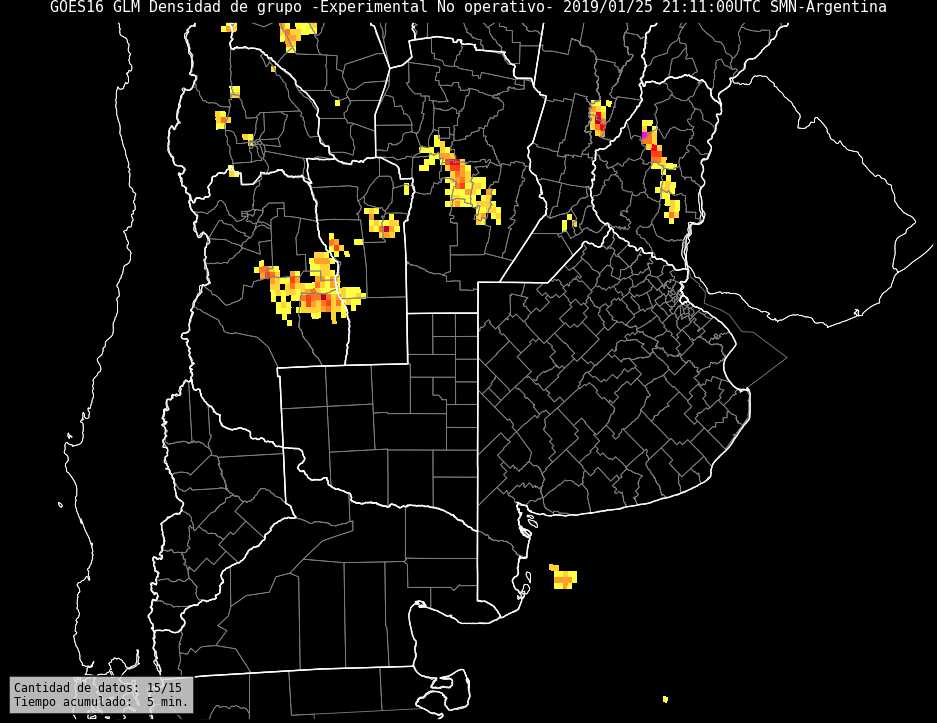 GOES16 GLM Densidad de grupo -Experimental No operativo- 2019/01/25 21:11:00UTC SMN-Argentina
Cantidad de datos: 15/15
Tiempo acumulado:  5 min.